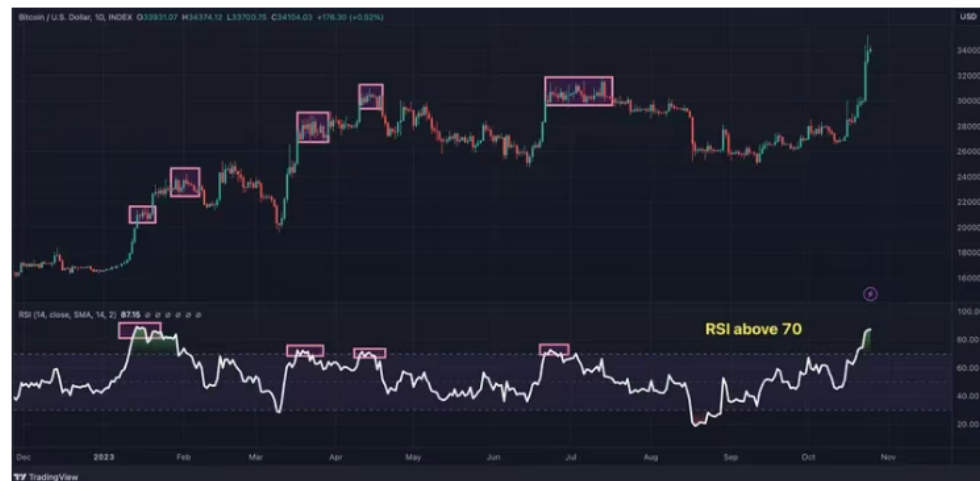 Bitcoin / U.S. Dollar, 1D, INDEX O33931.07 H34374.12 L33700.75 C34104.03 +176.30 (+0.52%)
USD
34000
32000
30000
28000
26000
24000
22000
20000
18000
16000
RSI (14, close, SMA, 14, 2) 87.15 ∅ ∅ ∅ ∅ ∅
RSI above 70
100.00
80.00
60.00
40.00
20.00
Dec 2023 Feb Mar Apr May Jun Jul Aug Sep Oct Nov
TradingView